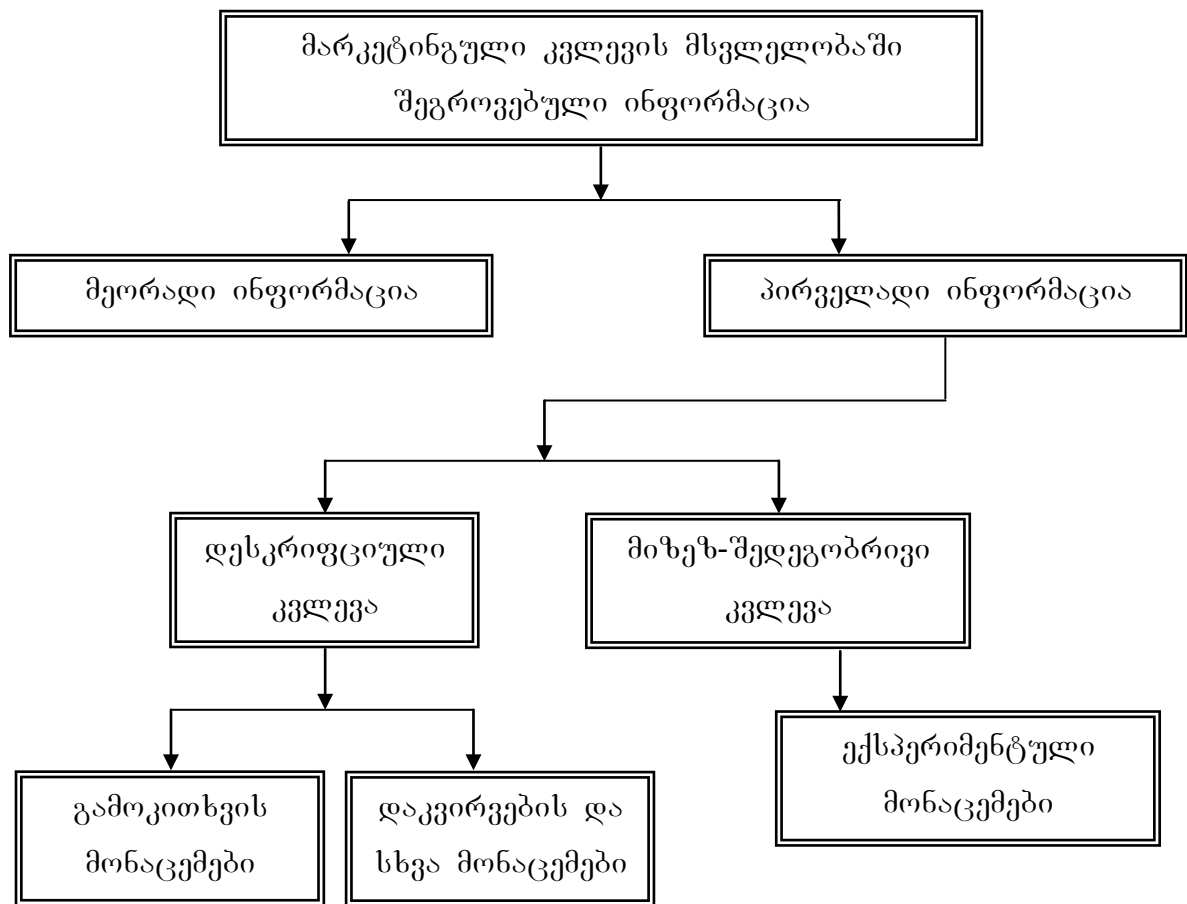 მარკეტინგული კვლევის მსვლელობაში
შეგროვებული ინფორმაცია
მეორადი ინფორმაცია
პირველადი ინფორმაცია
დესკრიფციული
კვლევა
მიზეზ-შედეგობრივი
კვლევა
გამოკითხვის
მონაცემები
დაკვირვების და
სხვა მონაცემები
ექსპერიმენტული
მონაცემები